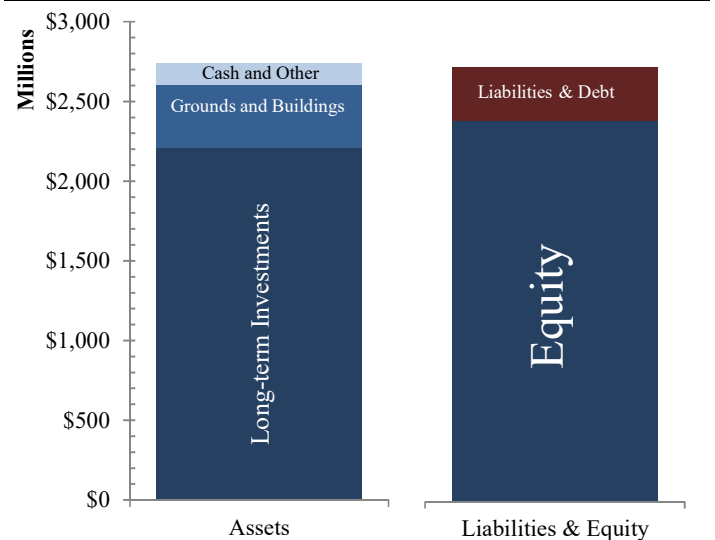 Millions
$3,000
$2,500
$2,000
$1,500
$1,000
$500
$0
Cash and Other
Grounds and Buildings
Long-term Investments
Liabilities & Debt
Equity
Assets
Liabilities & Equity